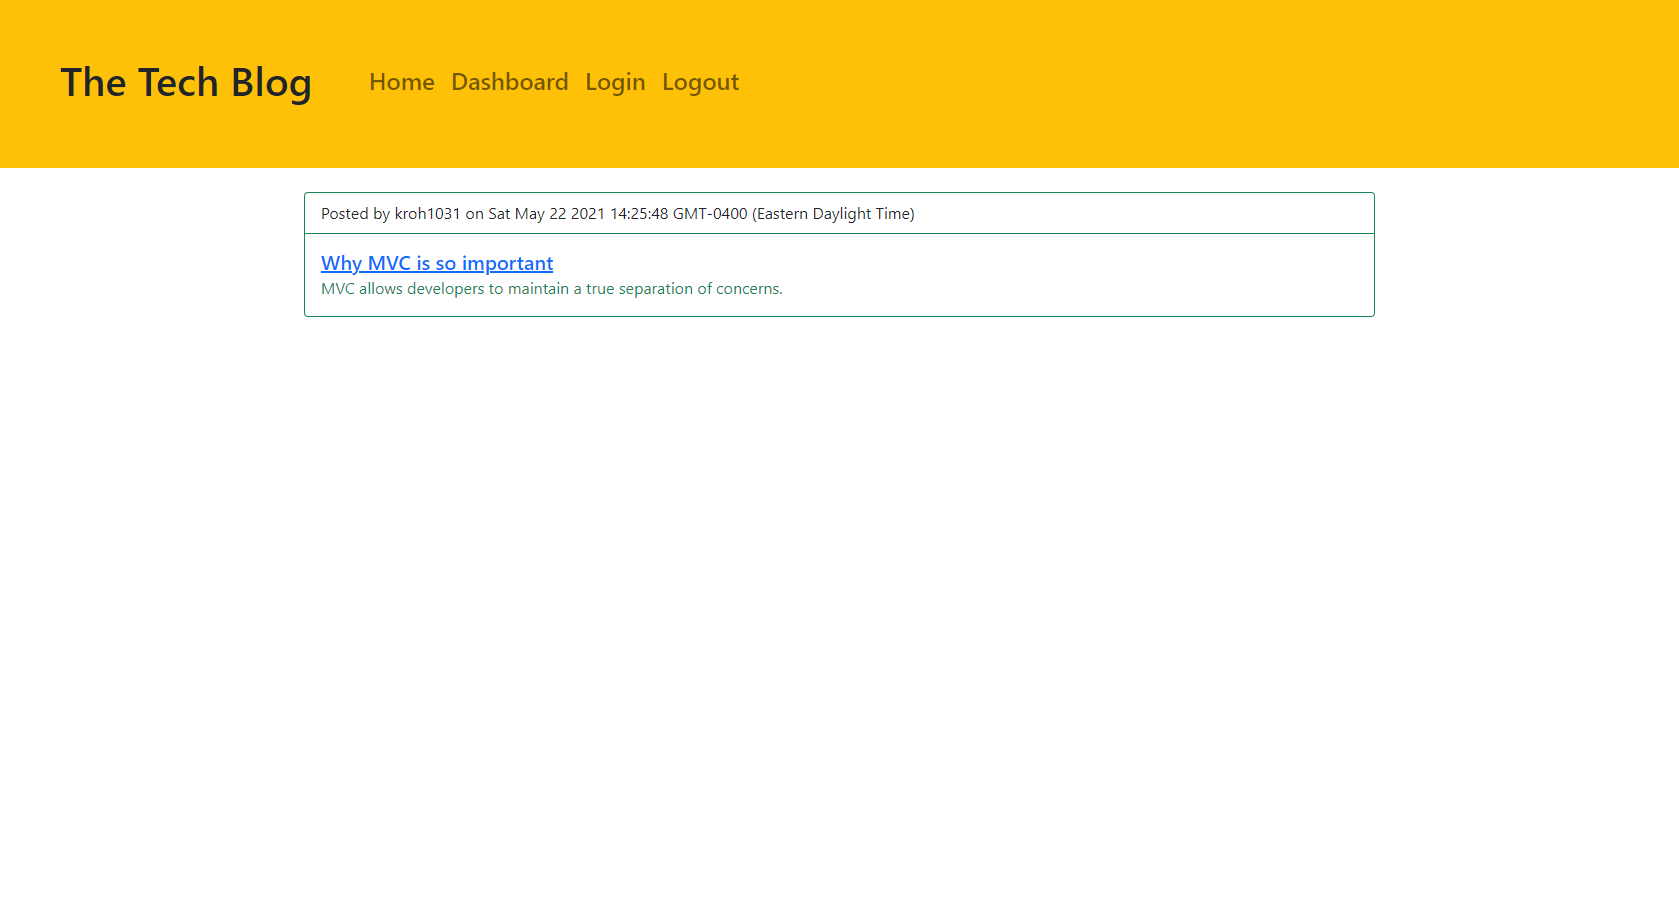 The Tech Blog
Home Dashboard Login Logout
Posted by kroh1031 on Sat May 22 2021 14:25:48 GMT-0400 (Eastern Daylight Time)
Why MVC is so important
MVC allows developers to maintain a true separation of concerns.